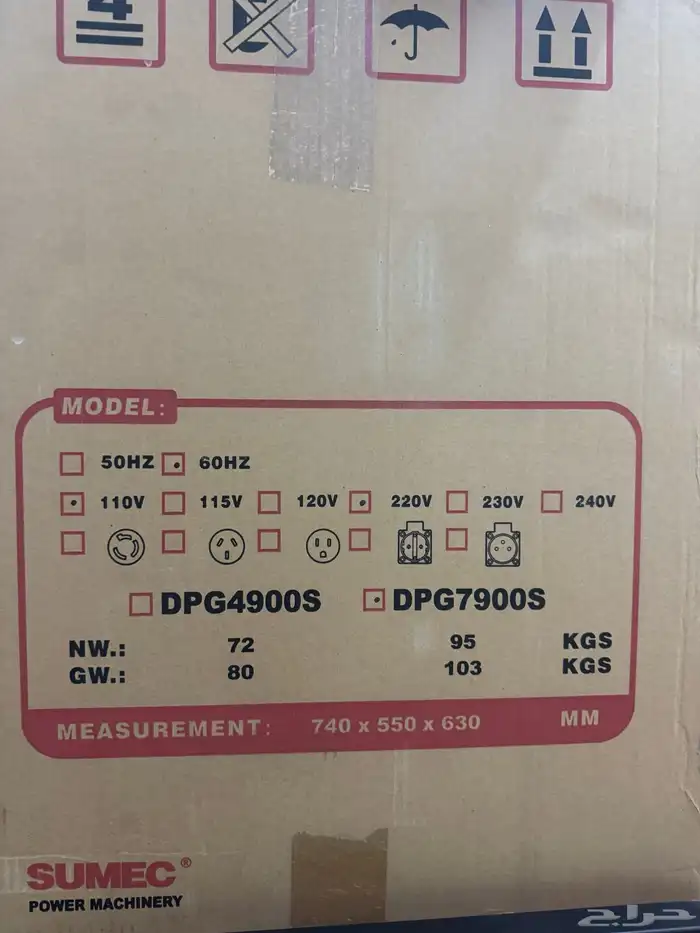 4
MODEL:
50HZ 60HZ
110V 115V 120V 220V 230V 240V
DPG4900S DPG7900S
NW.: 72 95 KGS
GW.: 80 103 KGS
MEASUREMENT: 740 x 550 x 630 MM
SUMEC®
POWER MACHINERY
حراج